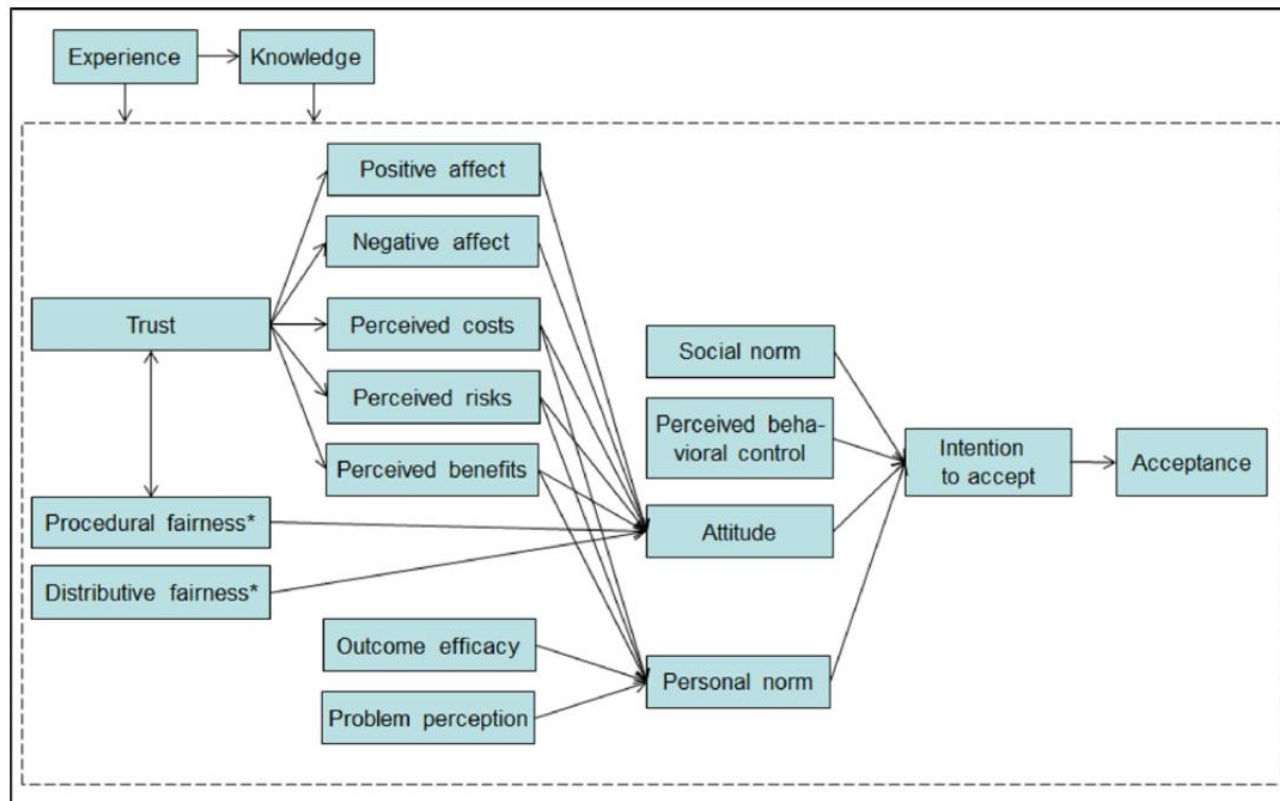 Experience
Knowledge
Positive affect
Negative affect
Trust
Perceived costs
Perceived risks
Perceived benefits
Procedural fairness*
Distributive fairness*
Outcome efficacy
Problem perception
Social norm
Perceived beha-
vioral control
Attitude
Personal norm
Intention
to accept
Acceptance